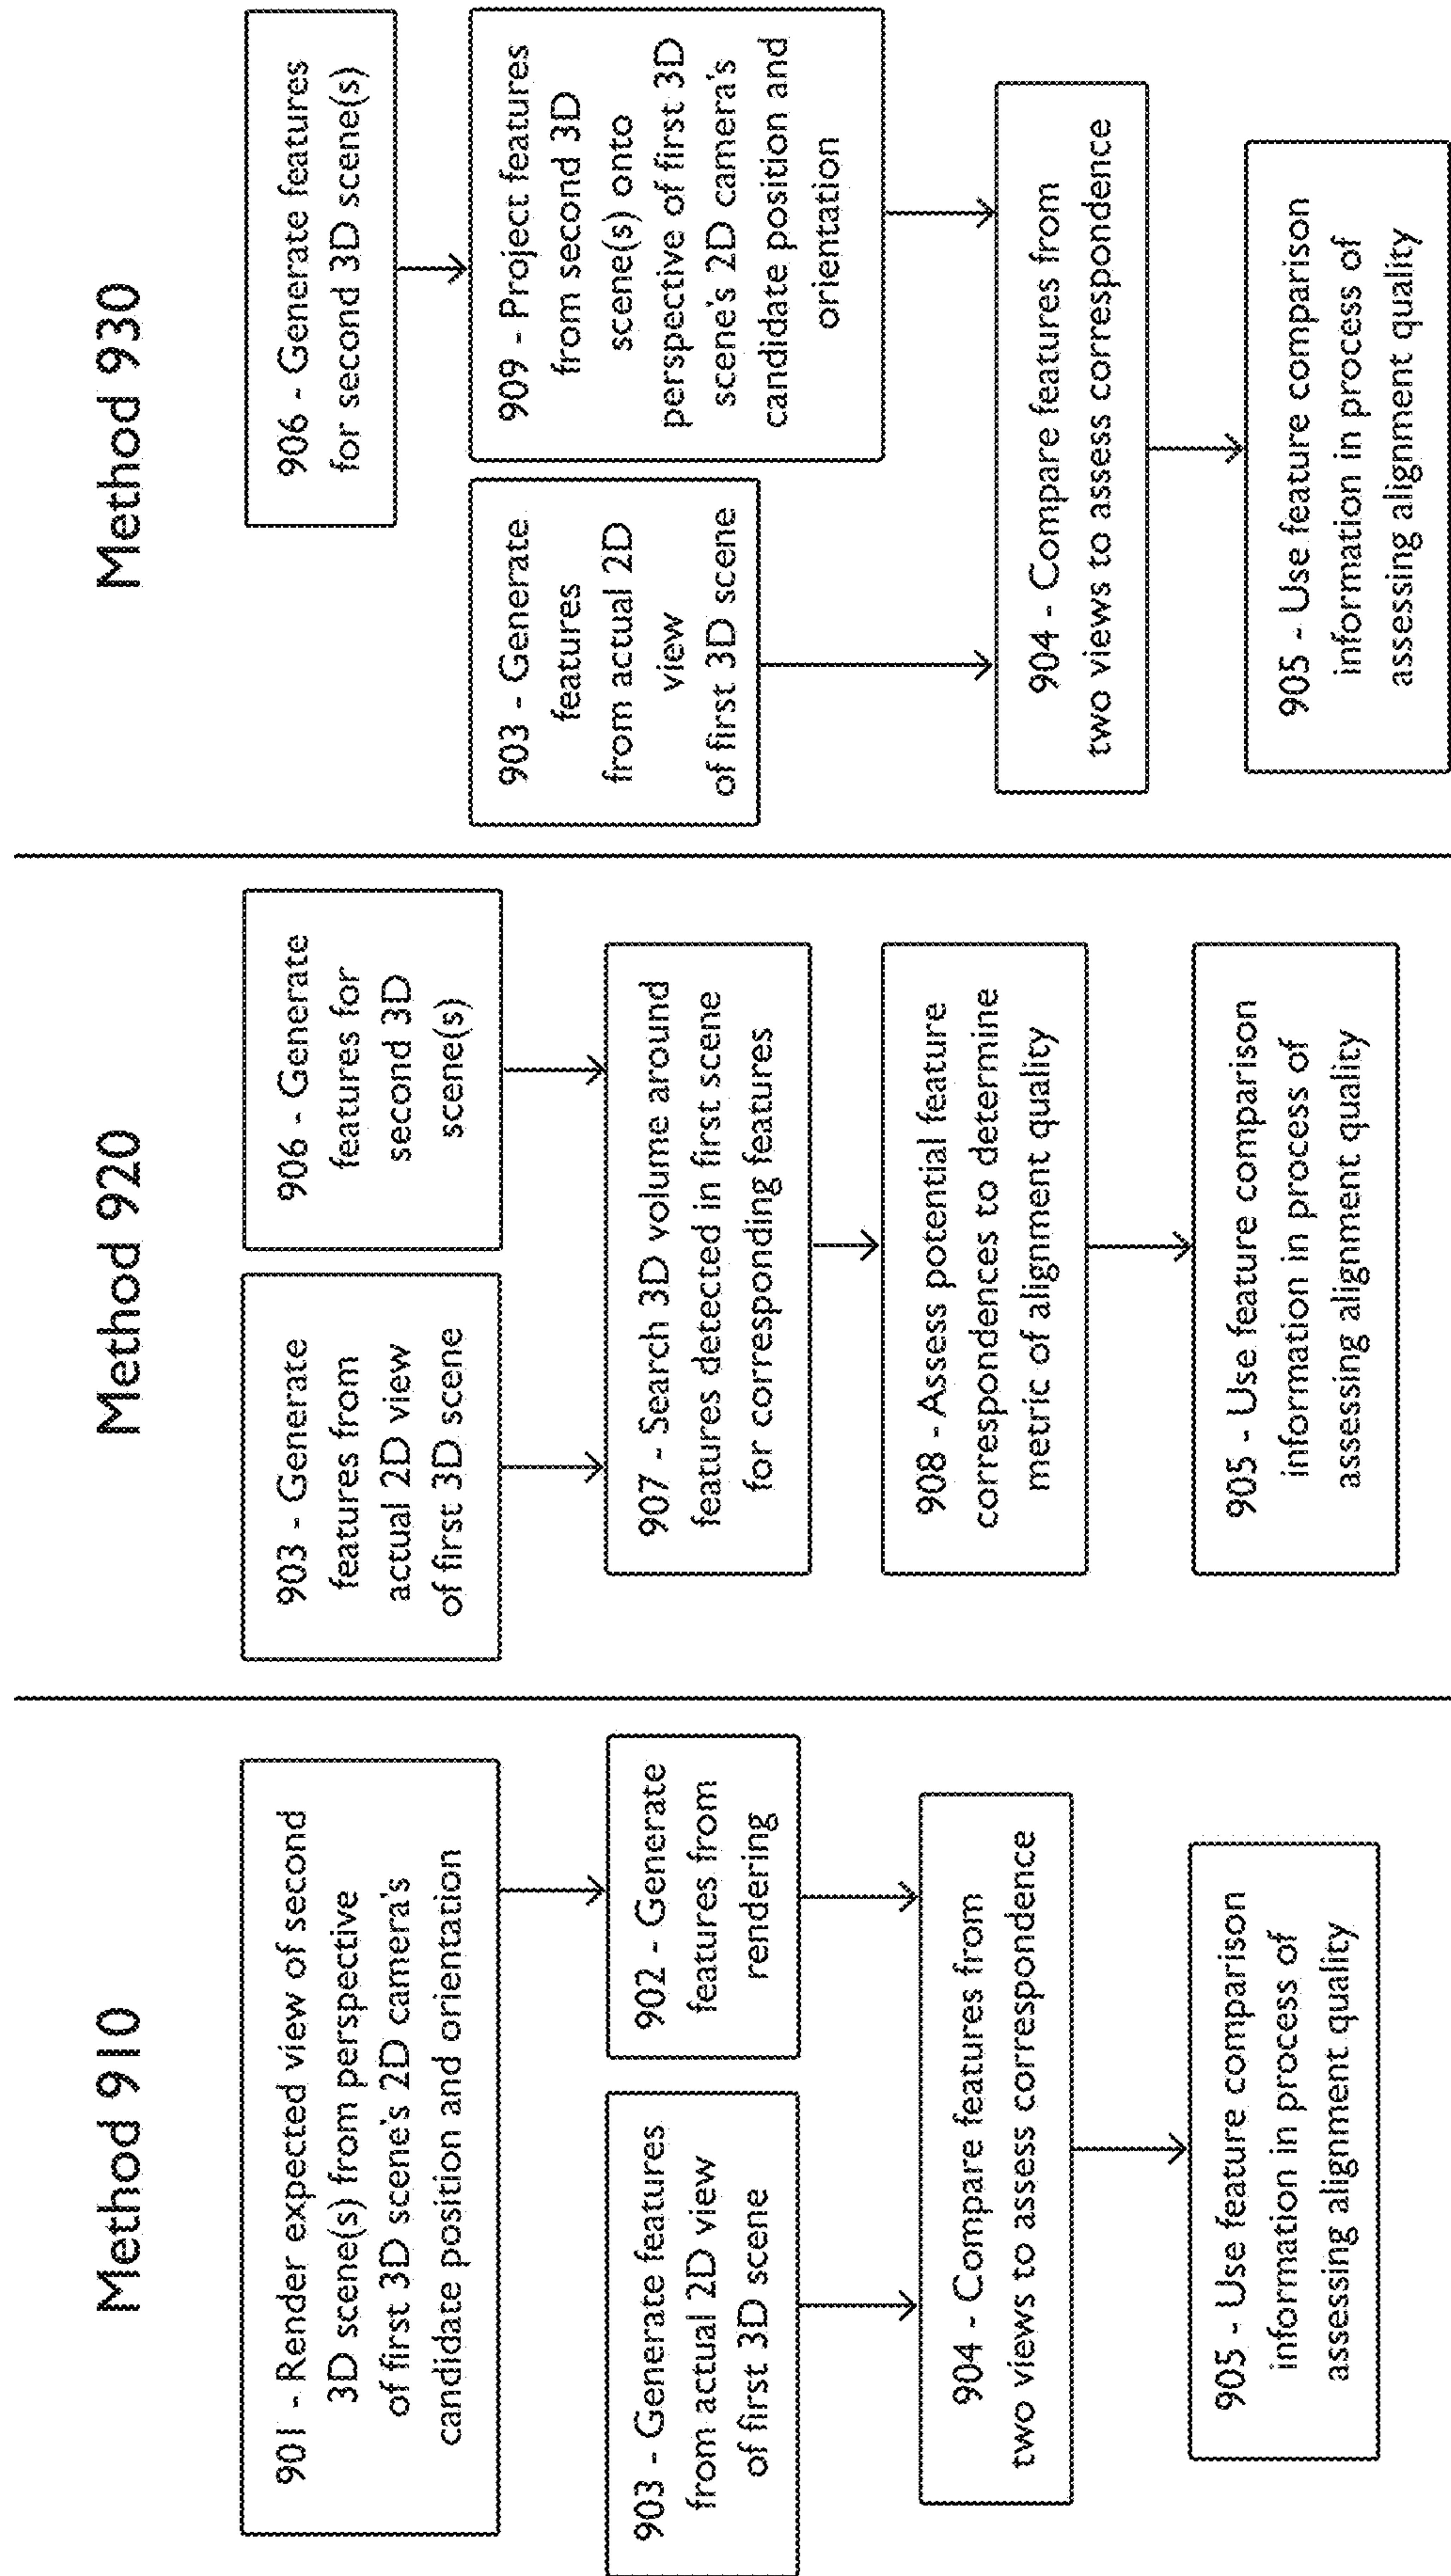 Method 910
901 - Render expected view of second
3D scene(s) from perspective
of first 3D scene's 2D camera's
candidate position and orientation
903 - Generate features
from actual 2D view
of first 3D scene
902 - Generate
features from
rendering
904 - Compare features from
two views to assess correspondence
905 - Use feature comparison
information in process of
assessing alignment quality
Method 920
903 - Generate
features from
actual 2D view
of first 3D scene
906 - Generate
features for
second 3D
scene(s)
907 - Search 3D volume around
features detected in first scene
for corresponding features
908 - Assess potential feature
correspondences to determine
metric of alignment quality
905 - Use feature comparison
information in process of
assessing alignment quality
Method 930
906 - Generate features
for second 3D scene(s)
903 - Generate
features
from actual 2D
view
of first 3D scene
909 - Project features
from second 3D
scene(s) onto
perspective of first 3D
scene's 2D camera's
candidate position and
orientation
904 - Compare features from
two views to assess correspondence
905 - Use feature comparison
information in process of
assessing alignment quality